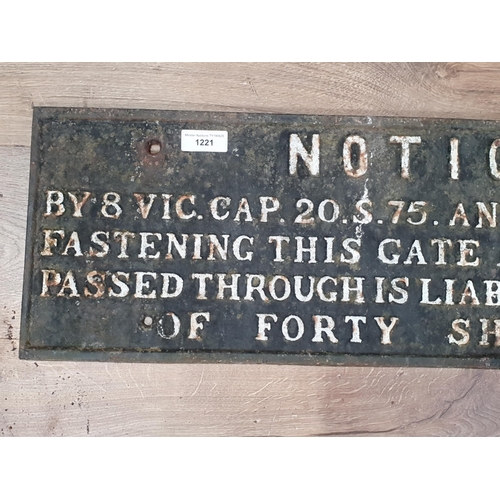 1221
NOTIC
BY 8 VIC. CAP. 20. S. 75. AN
FASTENING THIS GATE
PASSED THROUGH IS LIAB
OF FORTY SH